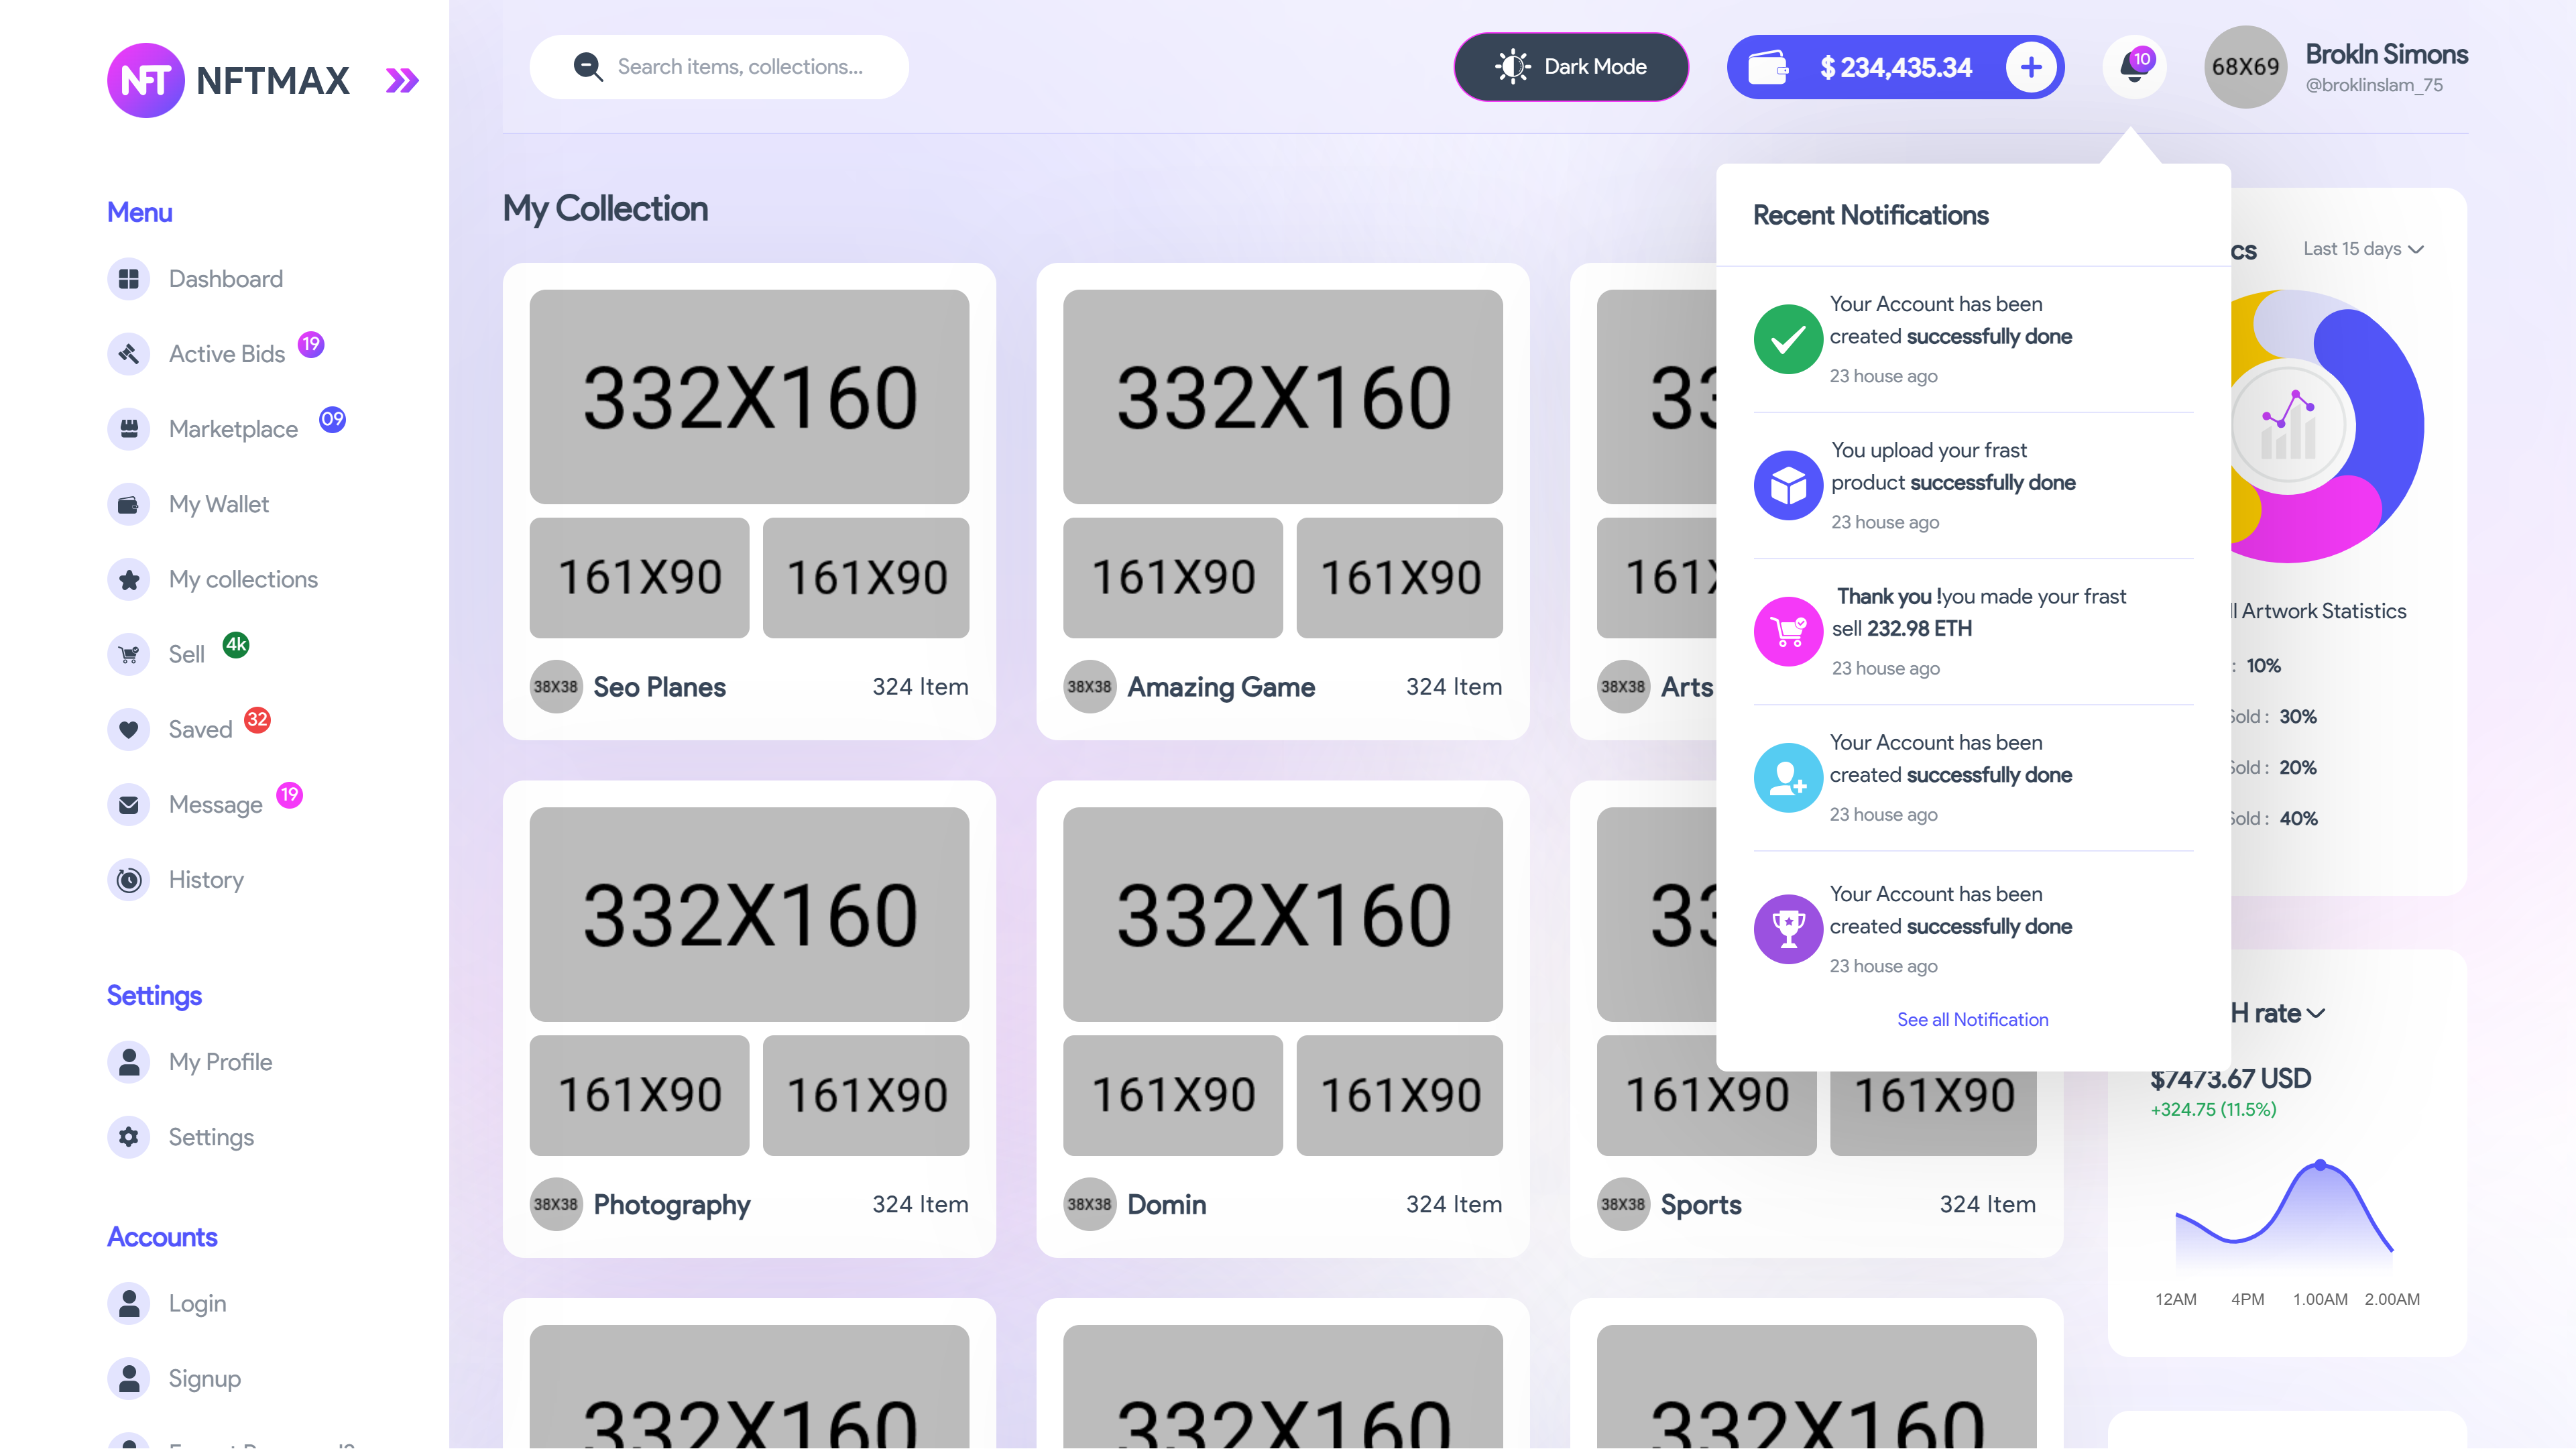 NFT NFTMAX
Search items, collections...
Dark Mode
$ 234,435.34
10
68X69
Brokln Simons
@broklinslam_75
Menu
Dashboard
Active Bids 19
Marketplace 09
My Wallet
My collections
Sell 4k
Saved 32
Message 19
History
Settings
My Profile
Settings
Accounts
Login
Signup
My Collection
332X160
161X90 161X90
38X38 Seo Planes 324 Item
332X160
161X90 161X90
38X38 Amazing Game 324 Item
38X38 Arts
332X160
161X90 161X90
38X38 Photography 324 Item
332X160
161X90 161X90
38X38 Domin 324 Item
161X90 161X90
38X38 Sports 324 Item
332X160
332X160
332X160
Recent Notifications
Your Account has been
created successfully done
23 house ago
You upload your frast
product successfully done
23 house ago
Thank you !you made your frast
sell 232.98 ETH
23 house ago
Your Account has been
created successfully done
23 house ago
Your Account has been
created successfully done
23 house ago
See all Notification
Last 15 days
Artwork Statistics
: 10%
Sold : 30%
Sold : 20%
Sold : 40%
rate
$7473.67 USD
+324.75 (11.5%)
12AM 4PM 1.00AM 2.00AM